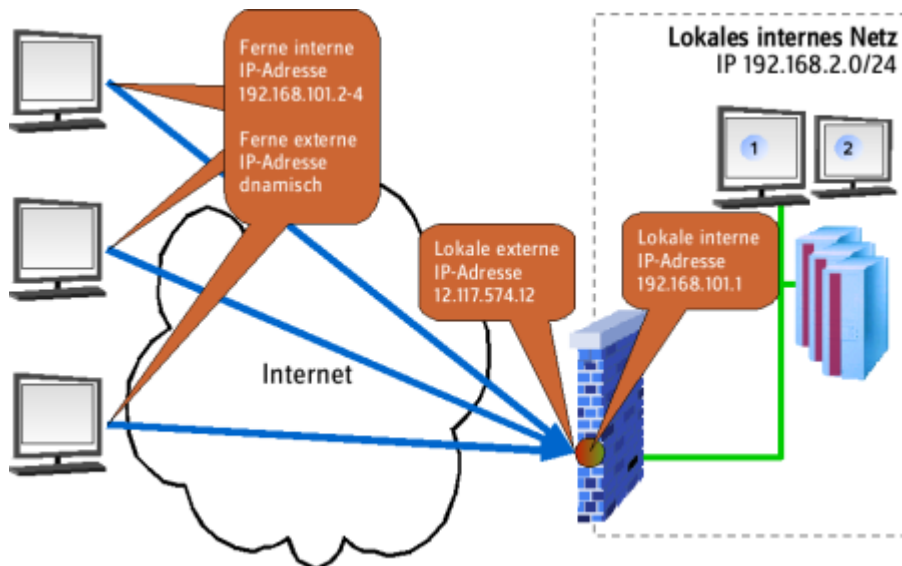 Ferne interne
IP-Adresse
192.168.101.2-4
Ferne externe
IP-Adresse
dnamisch
Lokales internes Netz
IP 192.168.2.0/24
1
2
Lokale externe
IP-Adresse
12.117.574.12
Lokale interne
IP-Adresse
192.168.101.1
Internet